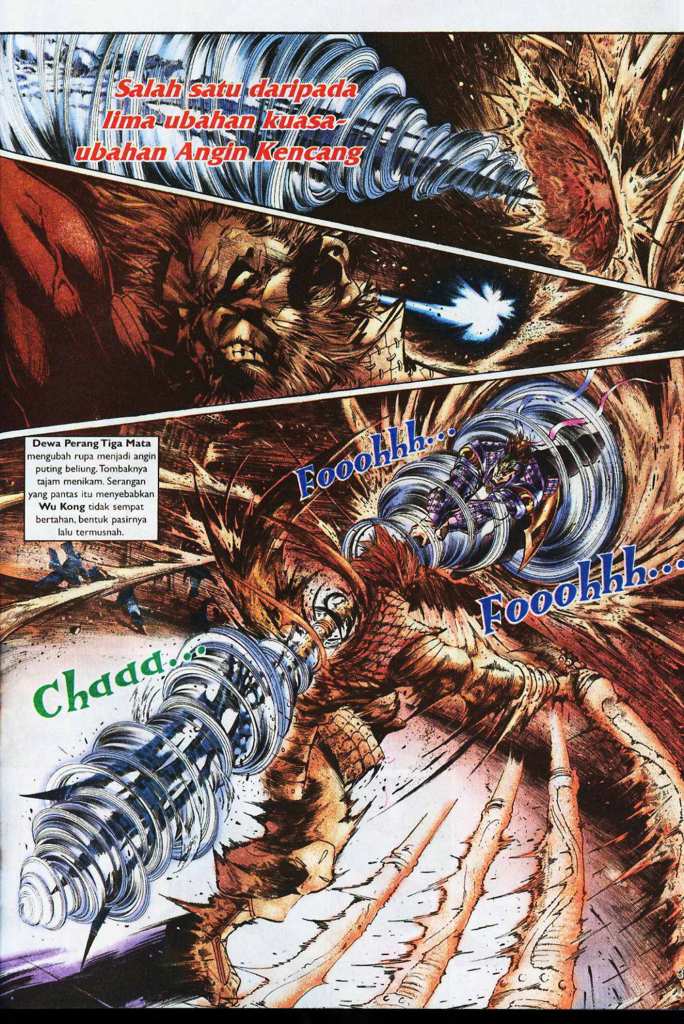 Salah satu daripada
lima ubahan kuasa-
ubahan Angin Kencang
Dewa Perang Tiga Mata
mengubah rupa menjadi angin
puting beliung. Tombaknya
tajam menikam. Serangan
yang pantas itu menyebabkan
Wu Kong tidak sempat
bertahan, bentuk pasirnya
lalu termusnah.
Fooohhh...
Fooohhh...
Chaaa...